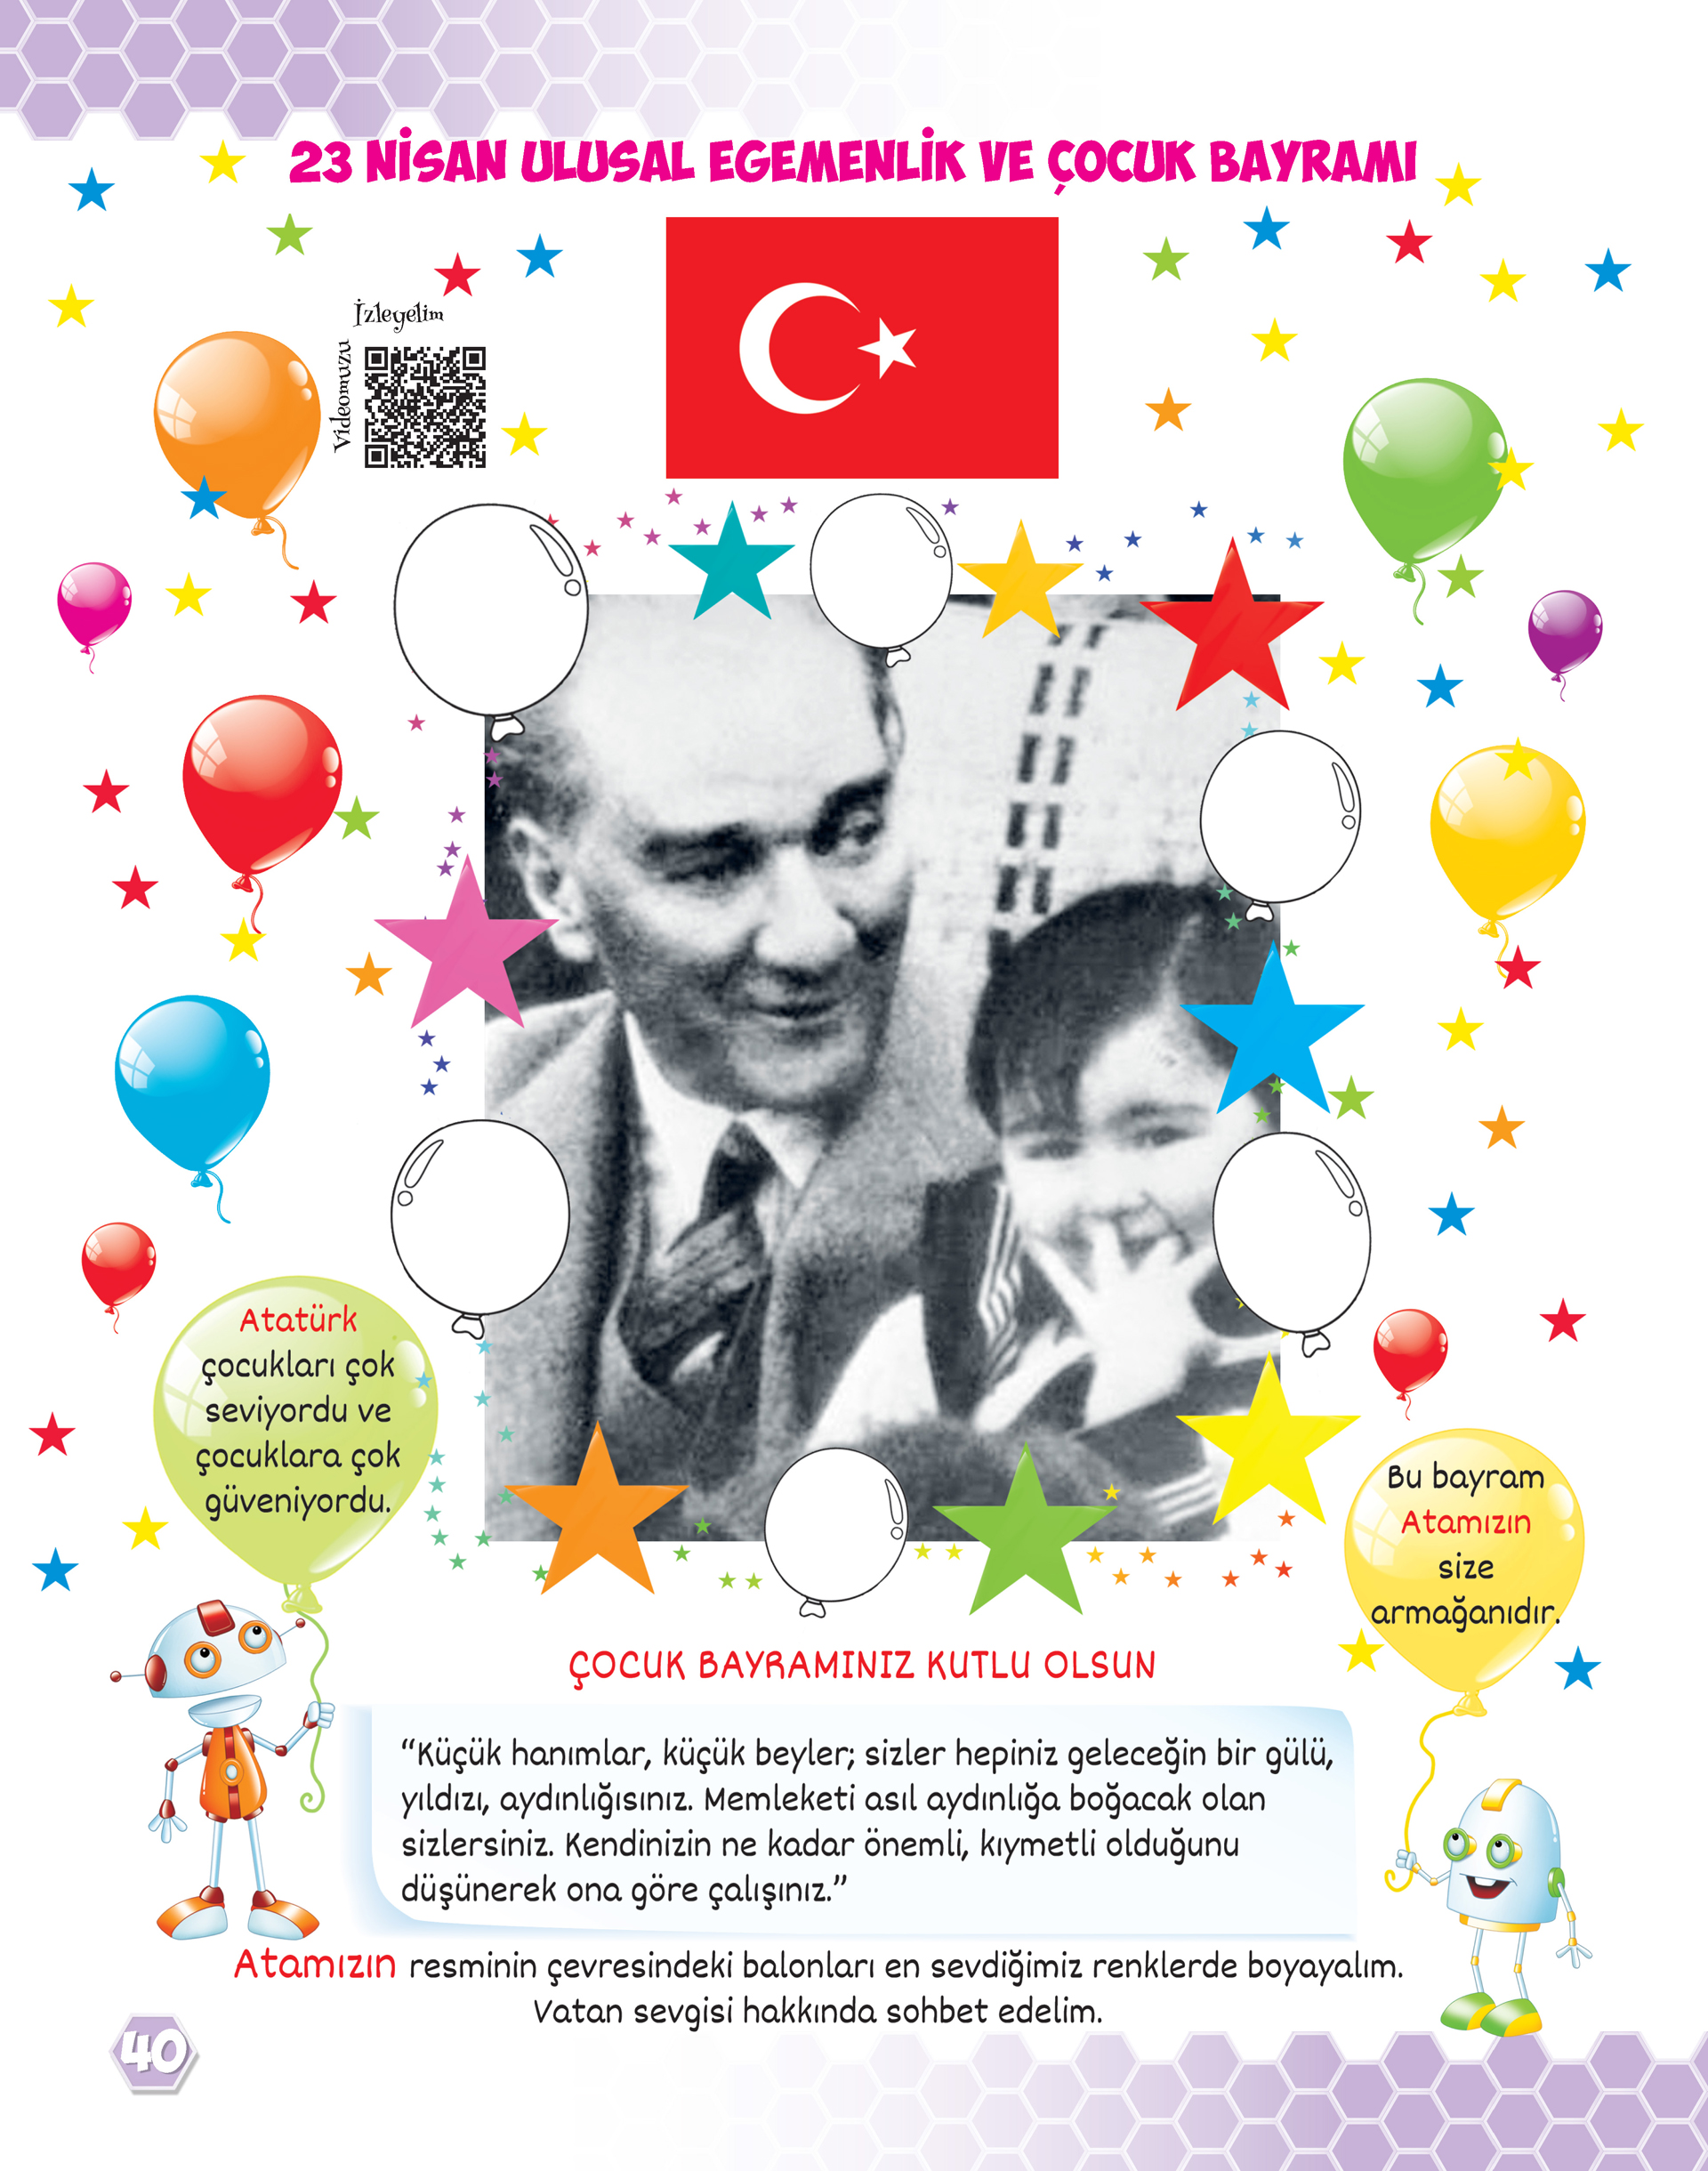 23 NİSAN ULUSAL EGEMENLİK VE ÇOCUK BAYRAMI
İzleyelim
Videomuzu
Atatürk
çocukları çok
seviyordu ve
çocuklara çok
güveniyordu.
Bu bayram
Atamızın
size
armağanıdır.
ÇOCUK BAYRAMINIZ KUTLU OLSUN
“Küçük hanımlar, küçük beyler; sizler hepiniz geleceğin bir gülü,
yıldızı, aydınlığısınız. Memleketi asıl aydınlığa boğacak olan
sizlersiniz. Kendinizin ne kadar önemli, kıymetli olduğunu
düşünerek ona göre çalışınız.”
Atamızın resminin çevresindeki balonları en sevdiğimiz renklerde boyayalım.
Vatan sevgisi hakkında sohbet edelim.
40